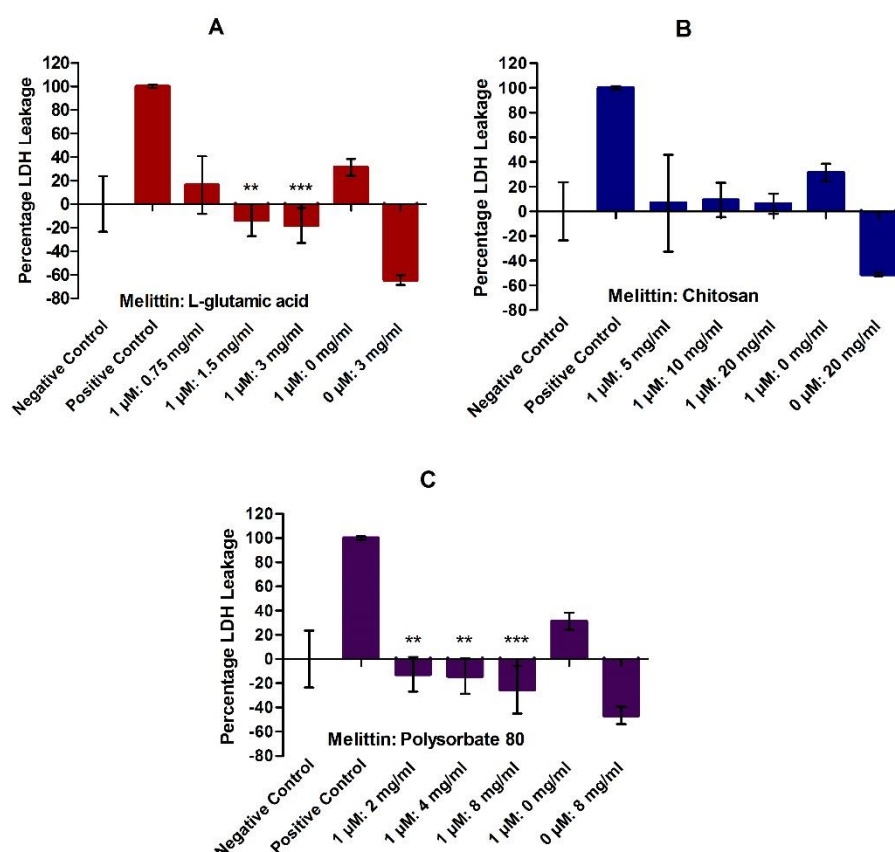 A
Percentage LDH Leakage
120
100
80
60
40
20
0
-20
-40
-60
-80
**
***
Melittin: L-glutamic acid
Negative Control
Positive Control
1 µM: 0.75 mg/ml
1 µM: 1.5 mg/ml
1 µM: 3 mg/ml
1 µM: 0 mg/ml
0 µM: 3 mg/ml
B
Percentage LDH Leakage
120
100
80
60
40
20
0
-20
-40
-60
-80
Melittin: Chitosan
Negative Control
Positive Control
1 µM: 5 mg/ml
1 µM: 10 mg/ml
1 µM: 20 mg/ml
1 µM: 0 mg/ml
0 µM: 20 mg/ml
C
Percentage LDH Leakage
120
100
80
60
40
20
0
-20
-40
-60
-80
**
**
***
Melittin: Polysorbate 80
Negative Control
Positive Control
1 µM: 2 mg/ml
1 µM: 4 mg/ml
1 µM: 8 mg/ml
1 µM: 0 mg/ml
0 µM: 8 mg/ml